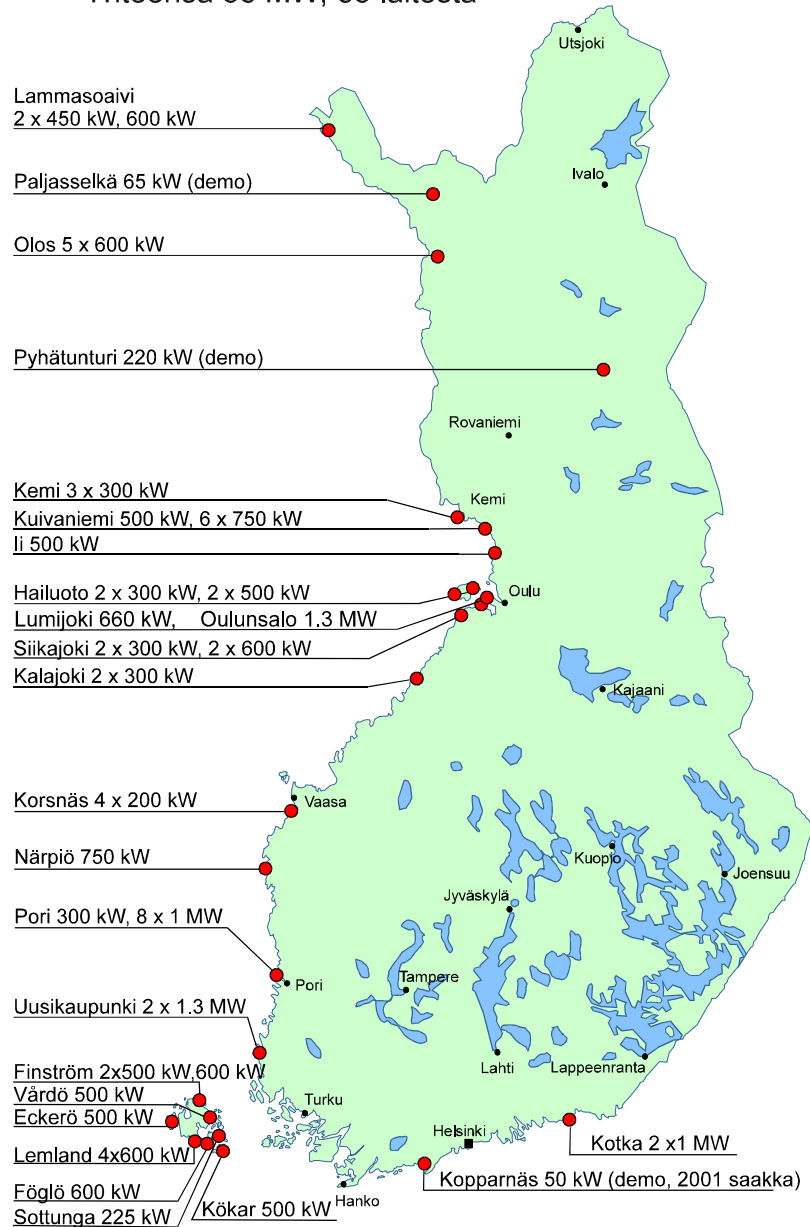 Utsjoki
Lammasoaivi
2 x 450 kW, 600 kW
Paljasselkä 65 kW (demo)
Ivalo
Olos 5 x 600 kW
Pyhätunturi 220 kW (demo)
Rovaniemi
Kemi 3 x 300 kW
Kemi
Kuivaniemi 500 kW, 6 x 750 kW
Ii 500 kW
Hailuoto 2 x 300 kW, 2 x 500 kW
Oulu
Lumijoki 660 kW, Oulunsalo 1.3 MW
Siikajoki 2 x 300 kW, 2 x 600 kW
Kalajoki 2 x 300 kW
Kajaani
Korsnäs 4 x 200 kW
Vaasa
Närpiö 750 kW
Kuopio
Joensuu
Jyväskylä
Pori 300 kW, 8 x 1 MW
Pori
Tampere
Uusikaupunki 2 x 1.3 MW
Lahti
Lappeenranta
Finström 2x500 kW,600 kW
Vårdö 500 kW
Eckerö 500 kW
Turku
Helsinki
Lemland 4x600 kW
Kotka 2 x1 MW
Föglö 600 kW
Kopparnäs 50 kW (demo, 2001 saakka)
Sottunga 225 kW
Kökar 500 kW
Hanko